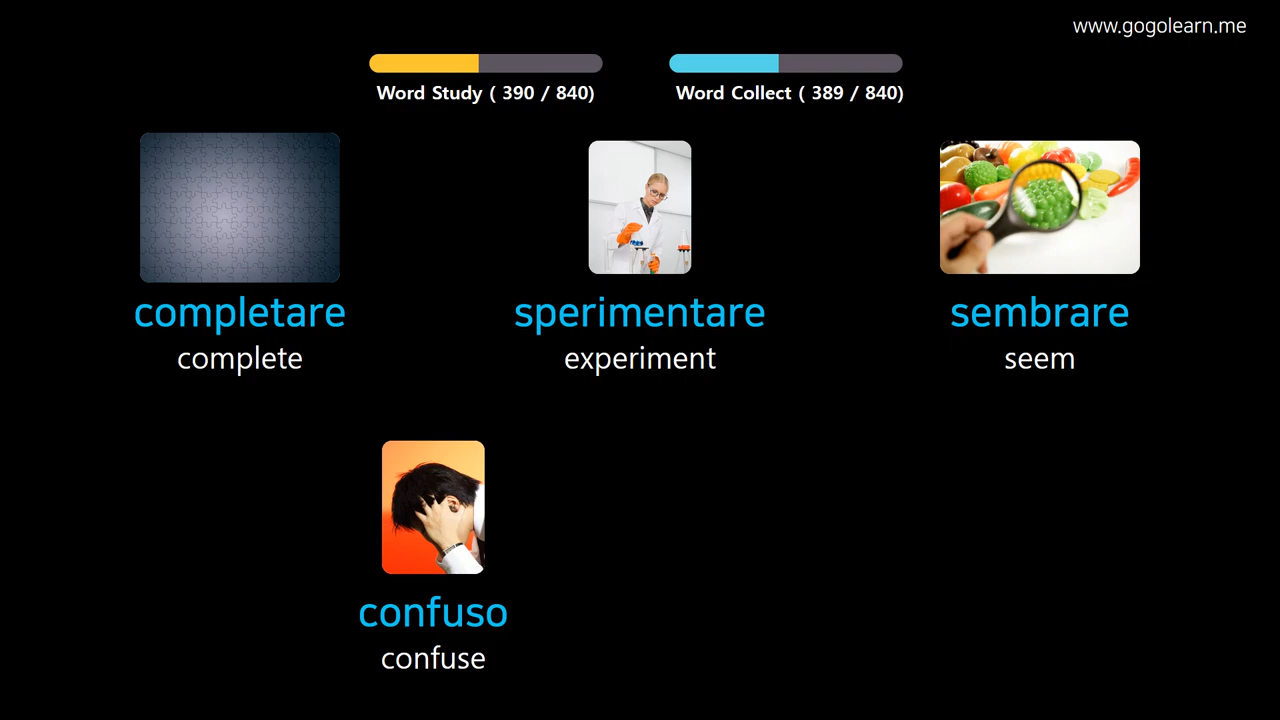 www.gogolearn.me
Word Study ( 390 / 840)
Word Collect ( 389 / 840)
completare
complete
sperimentare
experiment
sembrare
seem
confuso
confuse